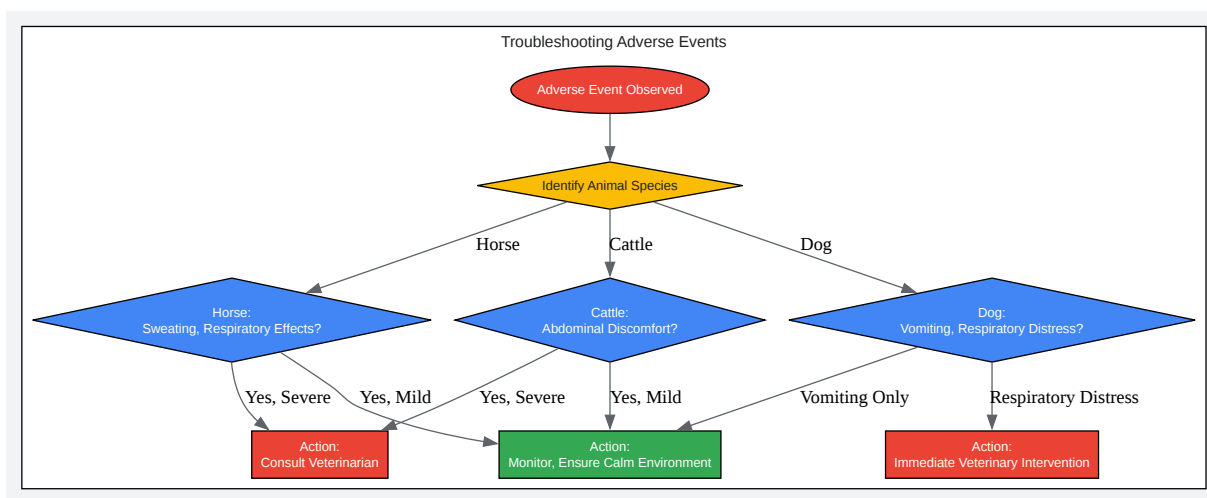 Troubleshooting Adverse Events
Adverse Event Observed
Identify Animal Species
Horse
Cattle
Dog
Horse:
Sweating, Respiratory Effects?
Cattle:
Abdominal Discomfort?
Dog:
Vomiting, Respiratory Distress?
Yes, Severe
Yes, Mild
Yes, Severe
Yes, Mild
Vomiting Only
Respiratory Distress
Action:
Consult Veterinarian
Action:
Monitor, Ensure Calm Environment
Action:
Immediate Veterinary Intervention